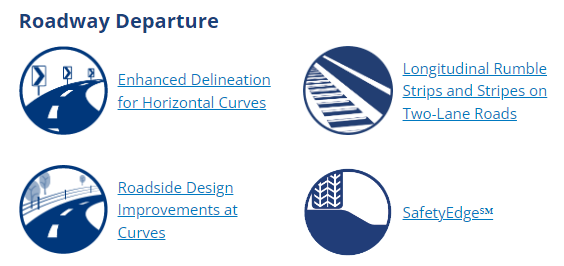 Roadway Departure
Enhanced Delineation
for Horizontal Curves
Longitudinal Rumble
Strips and Stripes on
Two-Lane Roads
Roadside Design
Improvements at
Curves
SafetyEdge℠